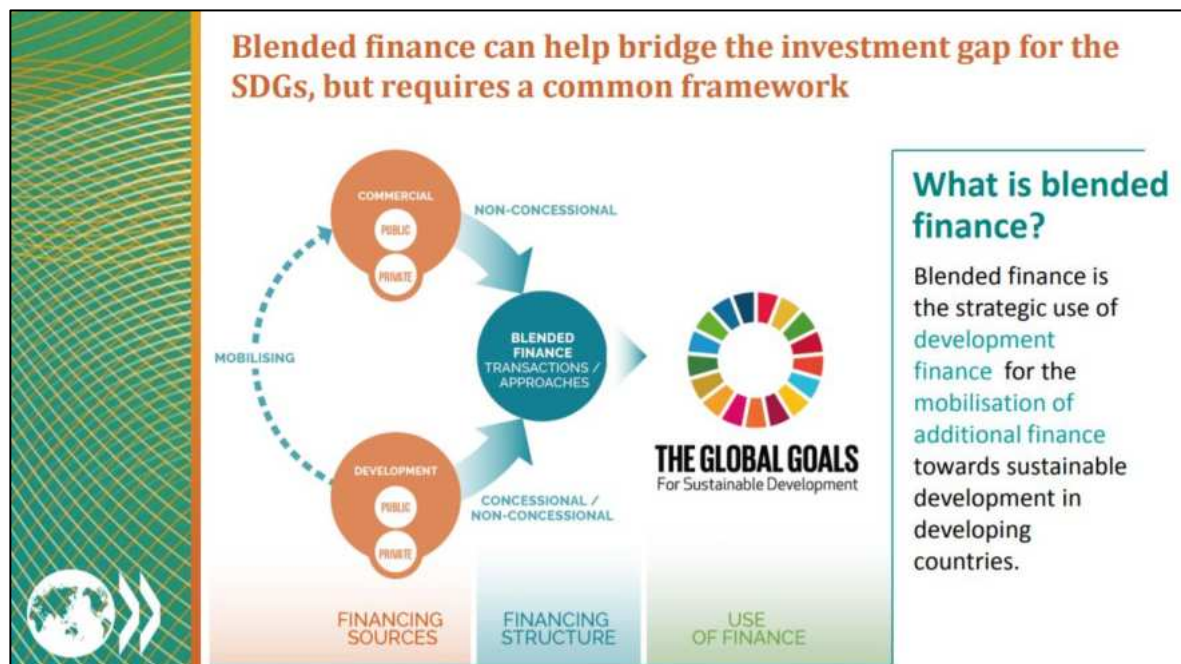 Blended finance can help bridge the investment gap for the
SDGs, but requires a common framework
COMMERCIAL
PUBLIC
PRIVATE
NON-CONCESSIONAL
MOBILISING
BLENDED
FINANCE
TRANSACTIONS /
APPROACHES
DEVELOPMENT
PUBLIC
PRIVATE
CONCESSIONAL /
NON-CONCESSIONAL
THE GLOBAL GOALS
For Sustainable Development
FINANCING
SOURCES
FINANCING
STRUCTURE
USE
OF FINANCE
What is blended
finance?
Blended finance is
the strategic use of
development
finance for the
mobilisation of
additional finance
towards sustainable
development in
developing
countries.